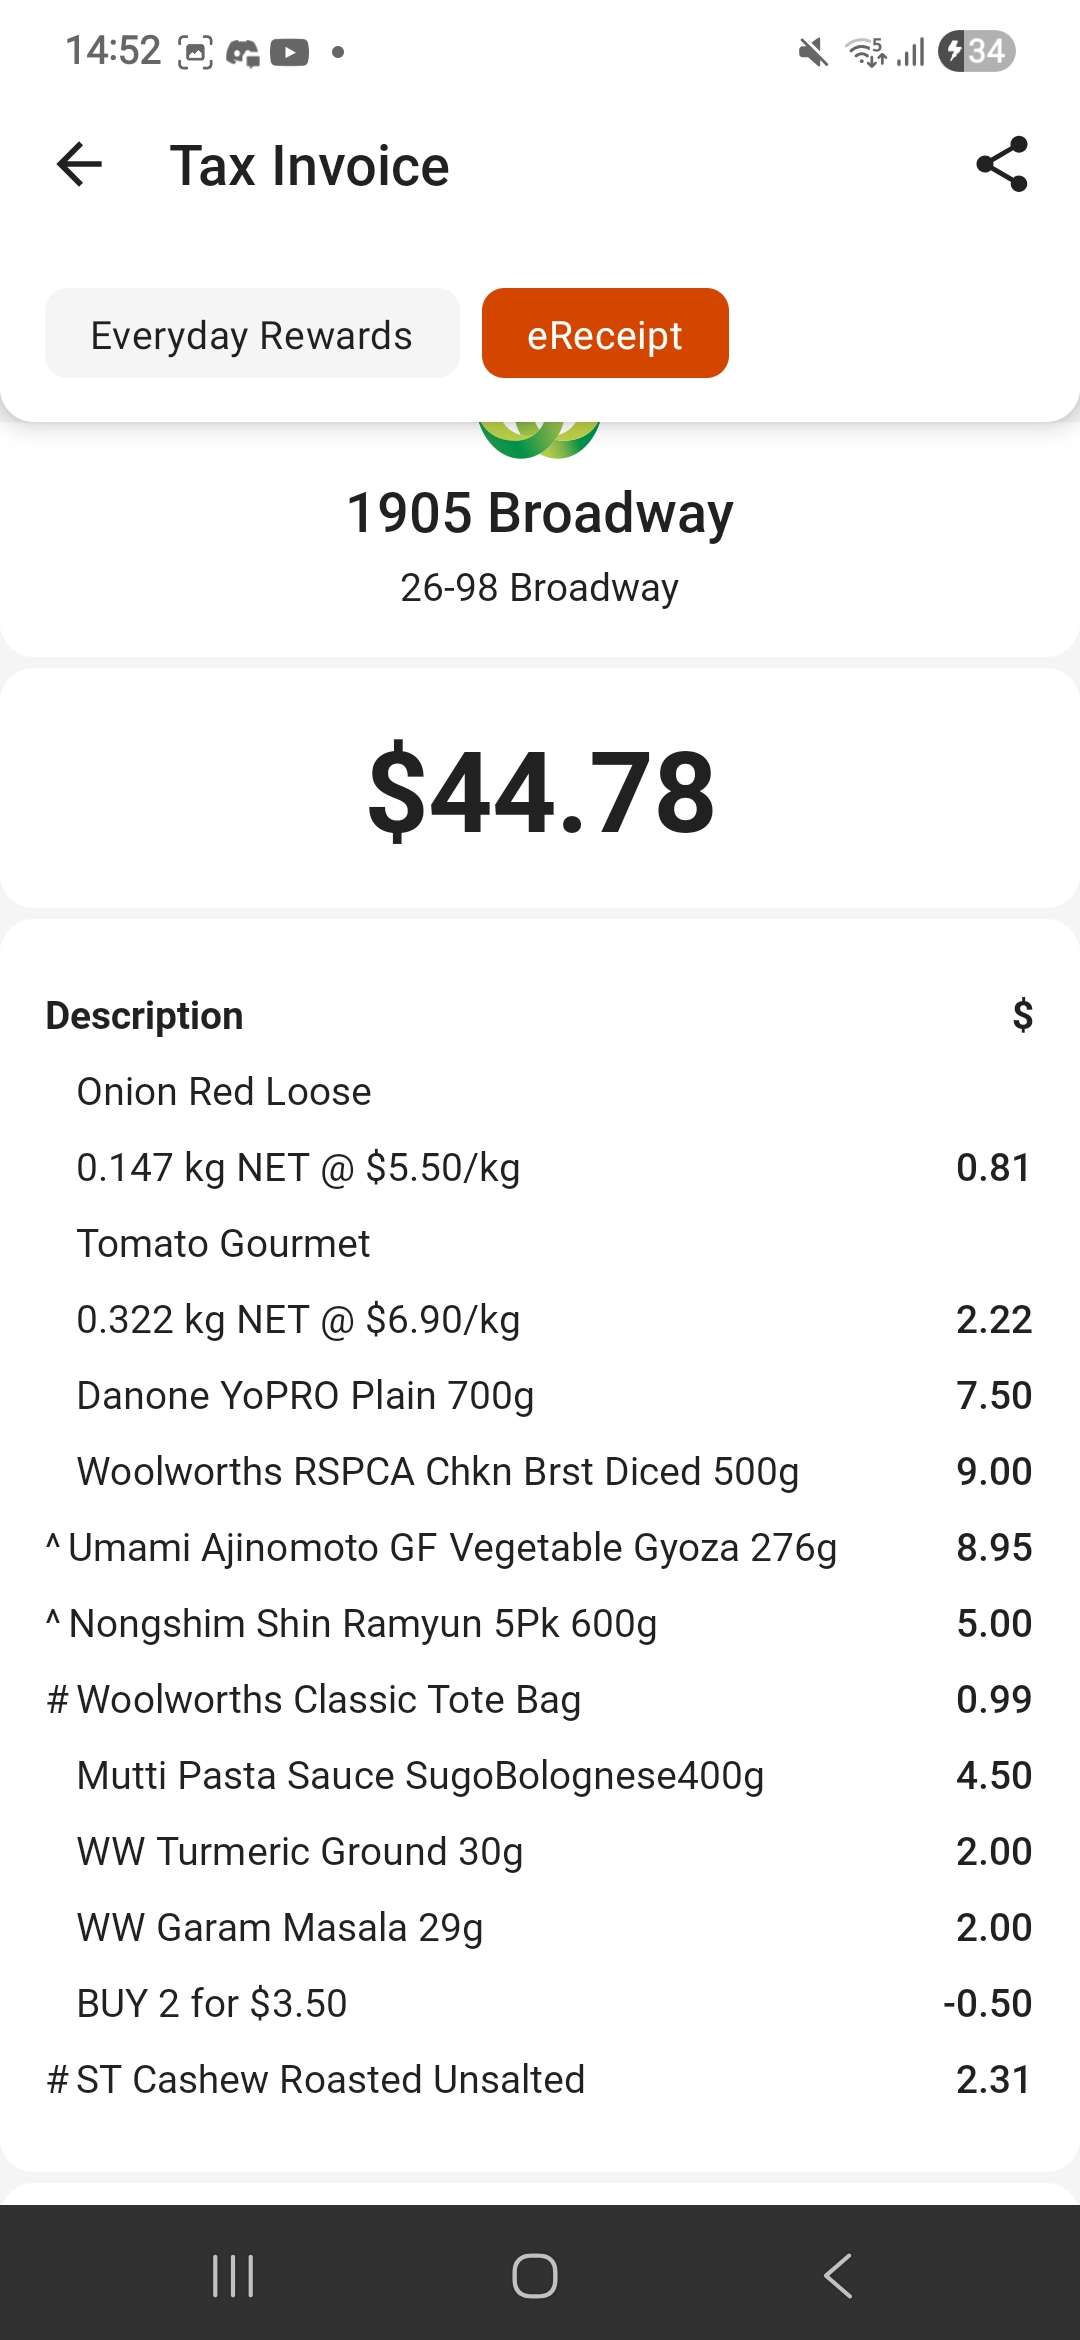 14:52
5
34
Tax Invoice
Everyday Rewards
eReceipt
1905 Broadway
26-98 Broadway
$44.78
Description $
Onion Red Loose
0.147 kg NET @ $5.50/kg 0.81
Tomato Gourmet
0.322 kg NET @ $6.90/kg 2.22
Danone YoPRO Plain 700g 7.50
Woolworths RSPCA Chkn Brst Diced 500g 9.00
^ Umami Ajinomoto GF Vegetable Gyoza 276g 8.95
^ Nongshim Shin Ramyun 5Pk 600g 5.00
# Woolworths Classic Tote Bag 0.99
Mutti Pasta Sauce SugoBolognese400g 4.50
WW Turmeric Ground 30g 2.00
WW Garam Masala 29g 2.00
BUY 2 for $3.50 -0.50
# ST Cashew Roasted Unsalted 2.31